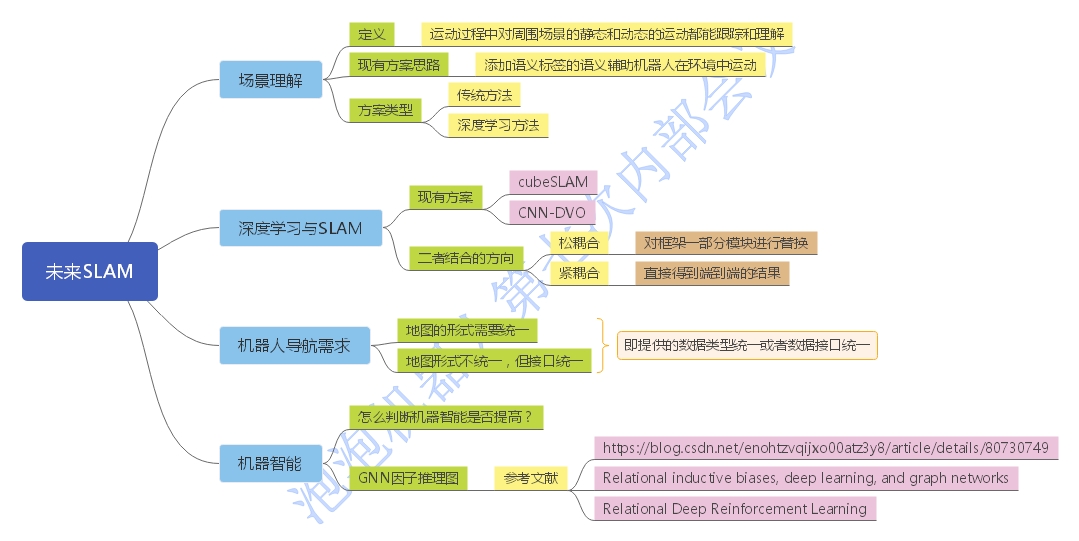 未来SLAM
场景理解
定义
运动过程中对周围场景的静态和动态的运动都能跟踪和理解
现有方案思路
添加语义标签的语义辅助机器人在环境中运动
方案类型
传统方法
深度学习方法
深度学习与SLAM
现有方案
cubeSLAM
CNN-DVO
二者结合的方向
松耦合
对框架一部分模块进行替换
紧耦合
直接得到端到端的结果
机器人导航需求
地图的形式需要统一
地图形式不统一，但接口统一
即提供的数据类型统一或者数据接口统一
机器智能
怎么判断机器智能是否提高？
GNN因子推理图
参考文献
https://blog.csdn.net/enohtzvqijxo00atz3y8/article/details/80730749
Relational inductive biases, deep learning, and graph networks
Relational Deep Reinforcement Learning
泡泡机器人第七次内部会议